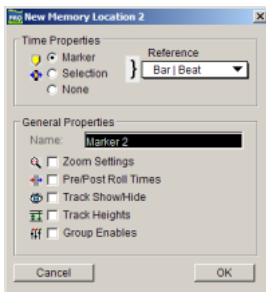 PRO New Memory Location 2
Time Properties
Marker
Selection
None
Reference
Bar|Beat
General Properties
Name: Marker 2
Zoom Settings
Pre/Post Roll Times
Track Show/Hide
Track Heights
Group Enables
Cancel OK